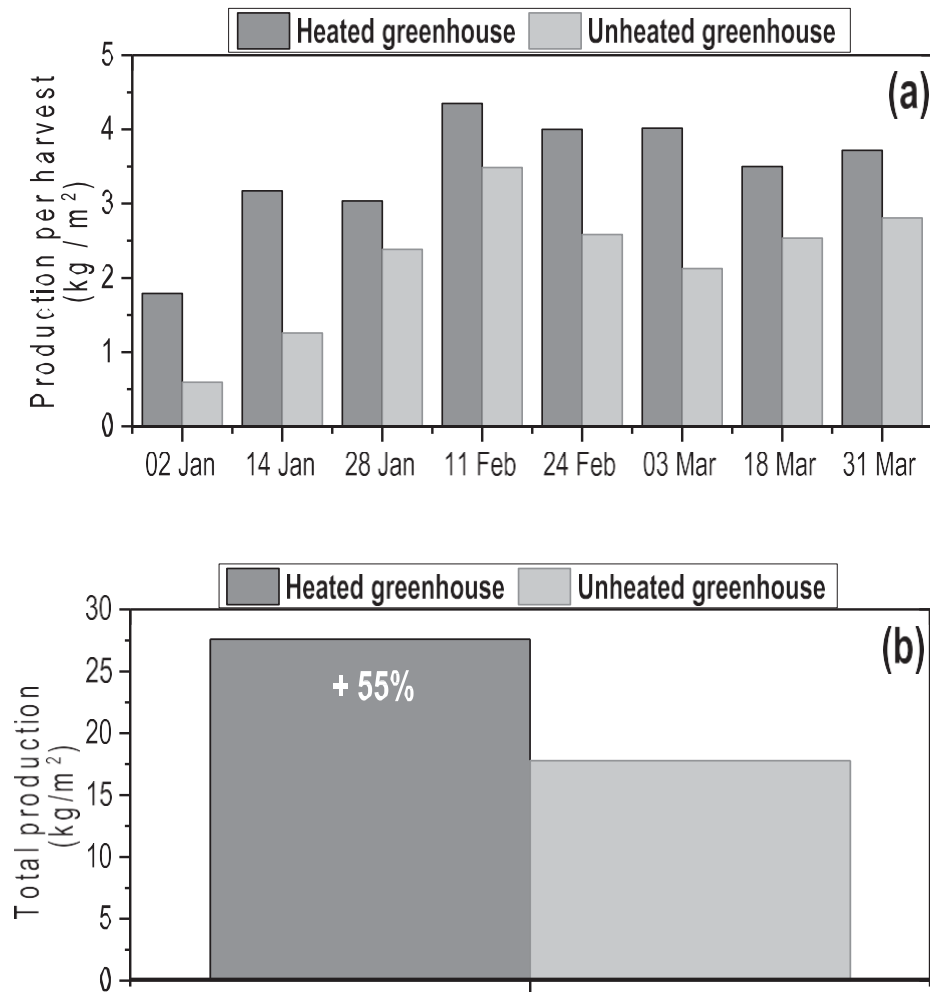 Heated greenhouse Unheated greenhouse
(a)
Production per harvest
(kg / m²)
5
4
3
2
1
0
02 Jan 14 Jan 28 Jan 11 Feb 24 Feb 03 Mar 18 Mar 31 Mar
Heated greenhouse Unheated greenhouse
(b)
Total production
(kg/m²)
30
25
20
15
10
5
0
+ 55%